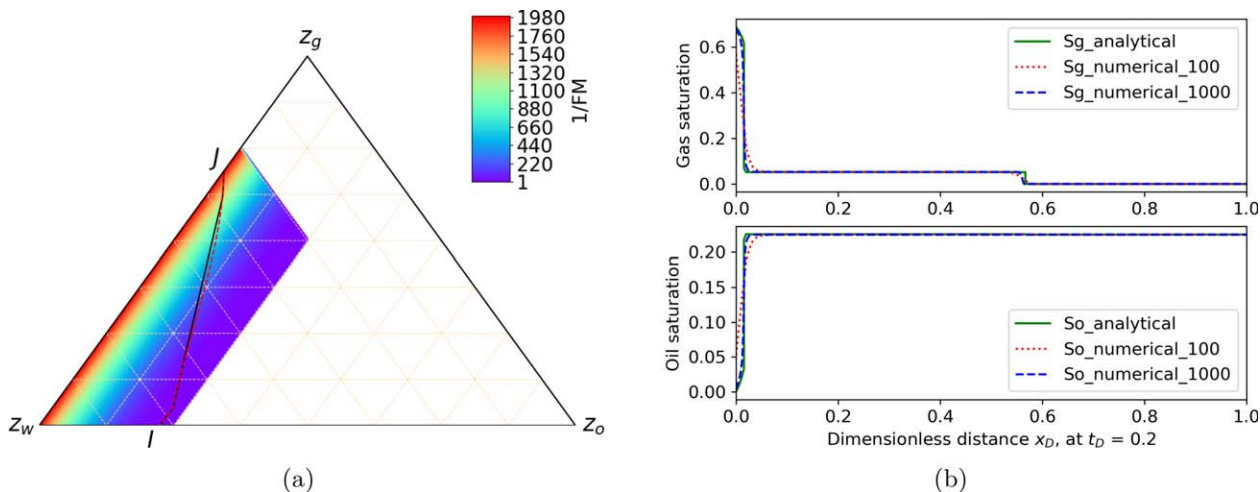 1980
1760
1540
1320
1100
880
660
440
220
1
1/FM
z_g
J
z_w
I
z_o
(a)
Gas saturation
0.6
0.4
0.2
0.0
Sg_analytical
Sg_numerical_100
Sg_numerical_1000
0.0 0.2 0.4 0.6 0.8 1.0
Oil saturation
0.20
0.15
0.10
0.05
0.00
So_analytical
So_numerical_100
So_numerical_1000
0.0 0.2 0.4 0.6 0.8 1.0
Dimensionless distance x_D, at t_D = 0.2
(b)